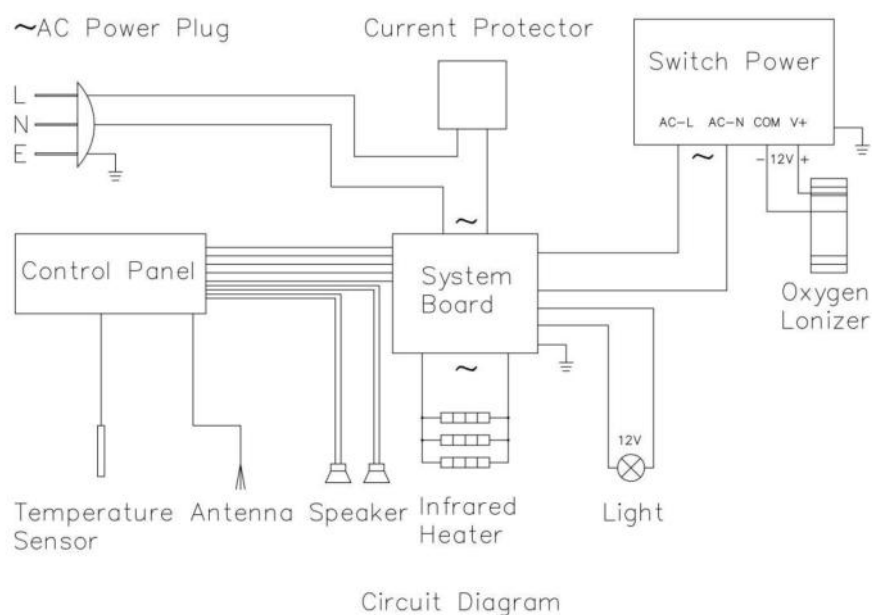 ~AC Power Plug
Current Protector
Switch Power
L
N
E
AC-L AC-N COM V+
~
- 12V +
~
Control Panel
System
Board
Oxygen
Lonizer
~
12V
Temperature
Sensor
Antenna
Speaker
Infrared
Heater
Light
Circuit Diagram